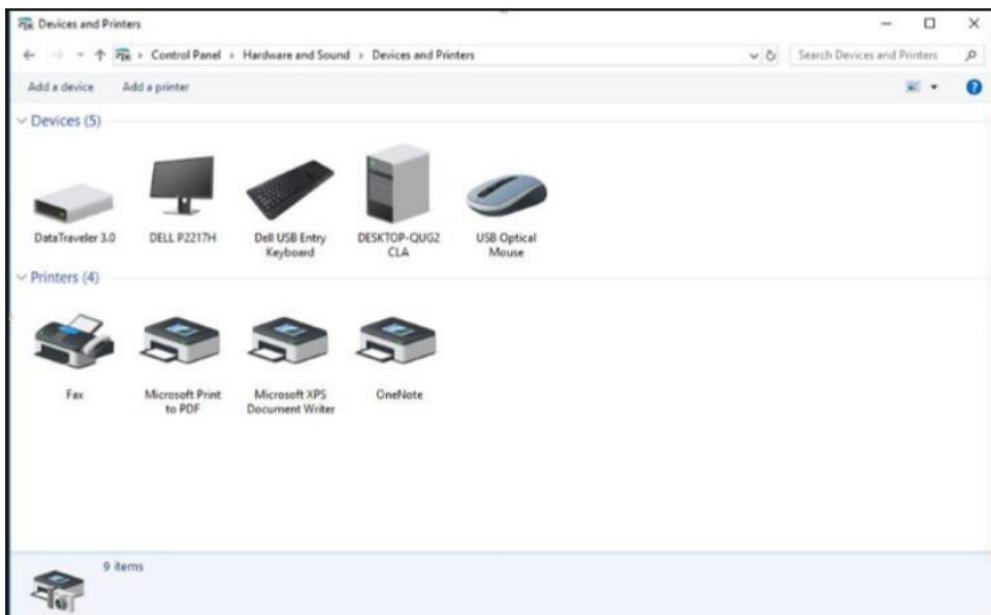 Devices and Printers
Control Panel > Hardware and Sound > Devices and Printers
Search Devices and Printers
Add a device Add a printer
?
Devices (5)
DataTraveler 3.0 DELL P2217H Dell USB Entry DESKTOP-QUG2 USB Optical
Keyboard CLA Mouse
Printers (4)
Fax Microsoft Print Microsoft XPS OneNote
to PDF Document Writer
9 items